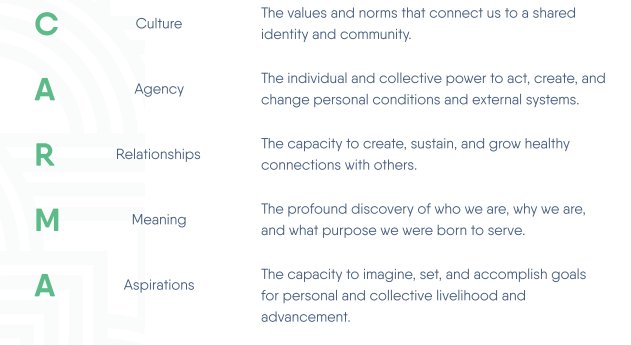 C Culture The values and norms that connect us to a shared
identity and community.
A Agency The individual and collective power to act, create, and
change personal conditions and external systems.
R Relationships The capacity to create, sustain, and grow healthy
connections with others.
M Meaning The profound discovery of who we are, why we are,
and what purpose we were born to serve.
A Aspirations The capacity to imagine, set, and accomplish goals
for personal and collective livelihood and
advancement.